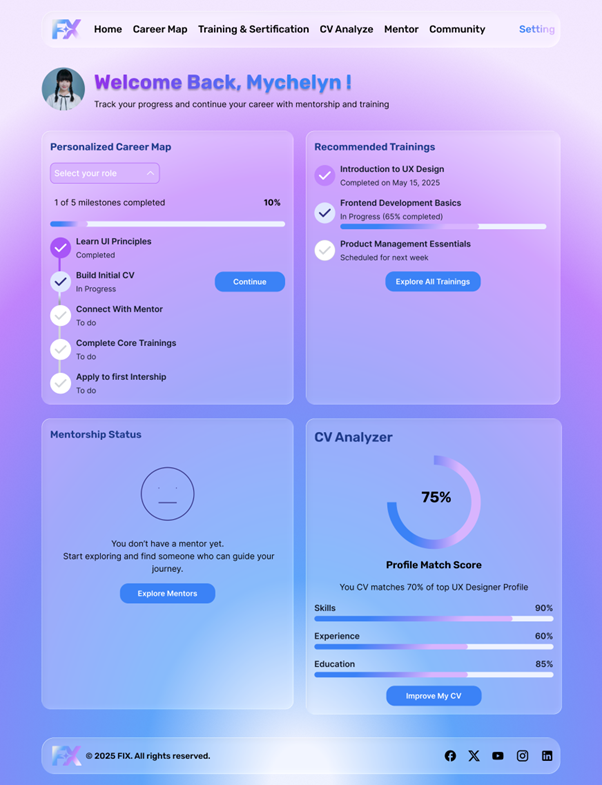 FX Home Career Map Training & Sertification CV Analyze Mentor Community Setting
Welcome Back, Mychelyn !
Track your progress and continue your career with mentorship and training
Personalized Career Map
Select your role
1 of 5 milestones completed 10%
Learn UI Principles
Completed
Build Initial CV
In Progress
Continue
Connect With Mentor
To do
Complete Core Trainings
To do
Apply to first Intership
To do
Recommended Trainings
Introduction to UX Design
Completed on May 15, 2025
Frontend Development Basics
In Progress (65% completed)
Product Management Essentials
Scheduled for next week
Explore All Trainings
Mentorship Status
You don't have a mentor yet.
Start exploring and find someone who can guide your
journey.
Explore Mentors
CV Analyzer
75%
Profile Match Score
You CV matches 70% of top UX Designer Profile
Skills 90%
Experience 60%
Education 85%
Improve My CV
FX © 2025 FIX. All rights reserved.